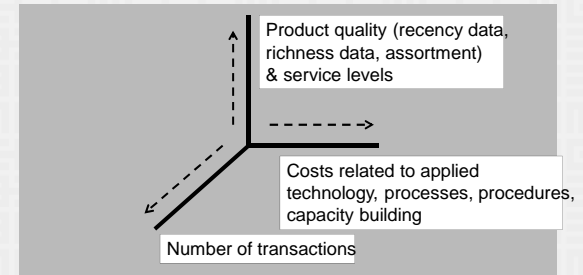 Product quality (recency data,
richness data, assortment)
& service levels
Costs related to applied
technology, processes, procedures,
capacity building
Number of transactions